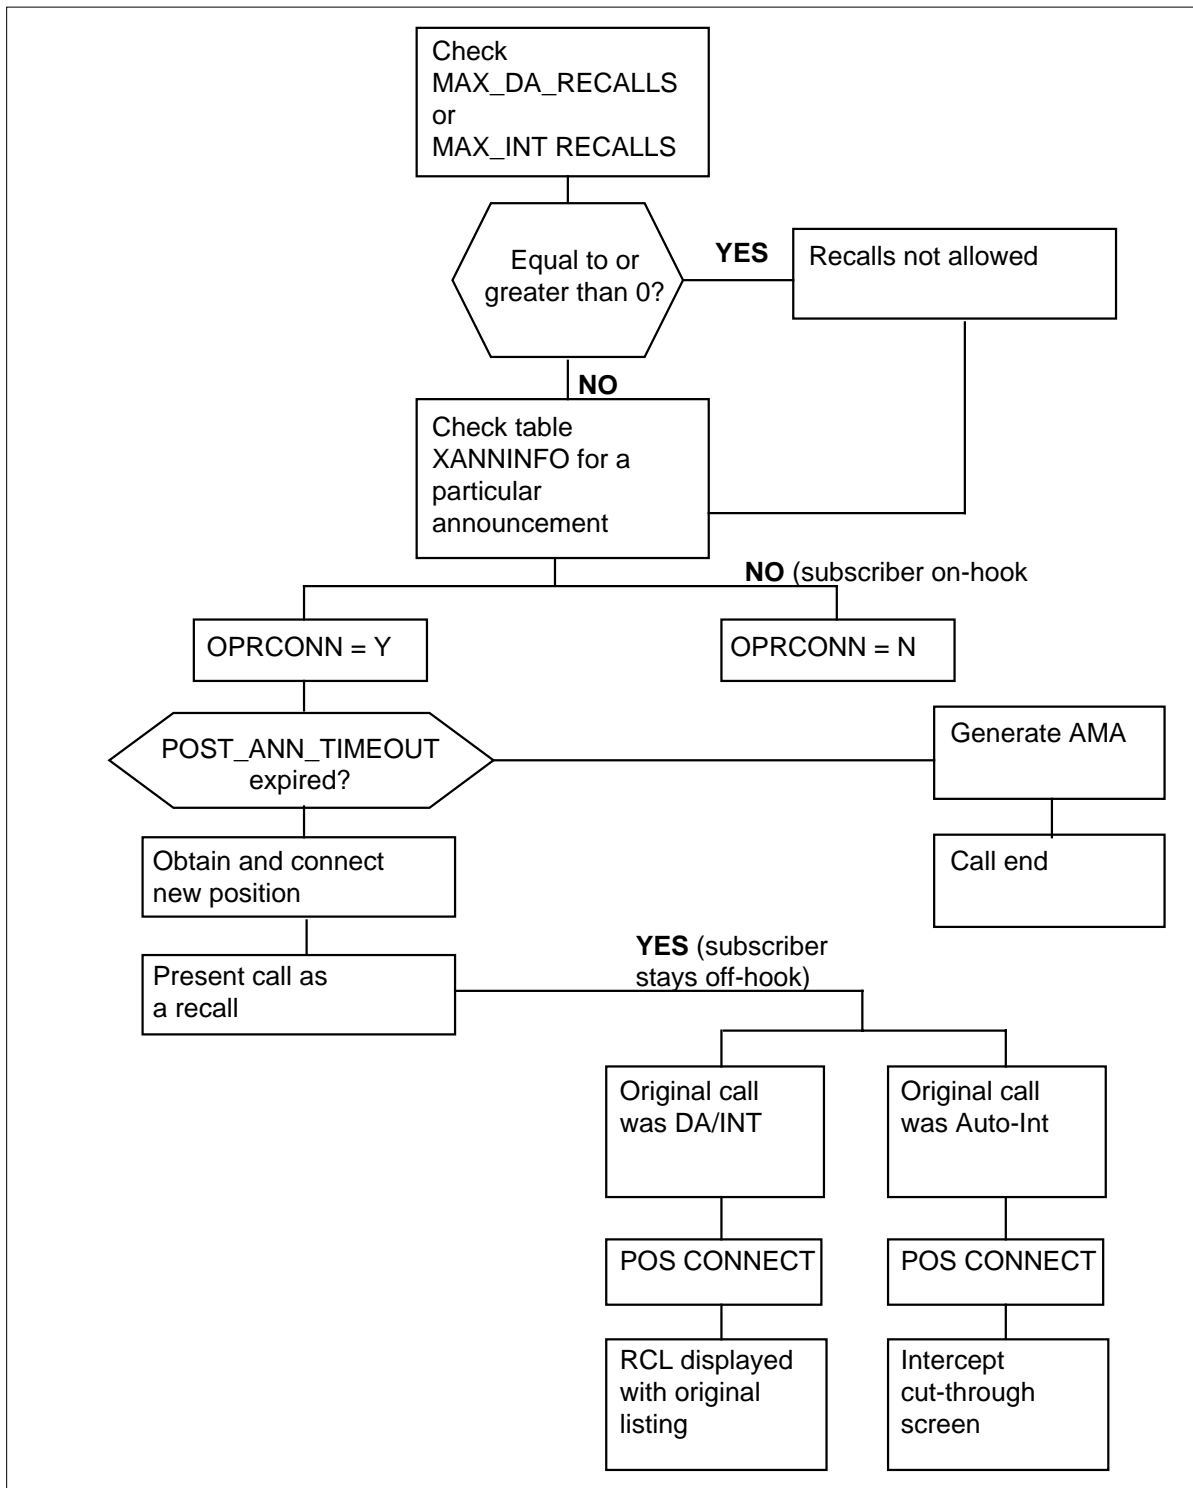 Check
MAX_DA_RECALLS
or
MAX_INT RECALLS
Equal to or
greater than 0?
YES
Recalls not allowed
NO
Check table
XANNINFO for a
particular
announcement
NO (subscriber on-hook
OPRCONN = Y
OPRCONN = N
POST_ANN_TIMEOUT
expired?
Generate AMA
Obtain and connect
new position
Call end
YES (subscriber
stays off-hook)
Present call as
a recall
Original call
was DA/INT
Original call
was Auto-Int
POS CONNECT
POS CONNECT
RCL displayed
with original
listing
Intercept
cut-through
screen